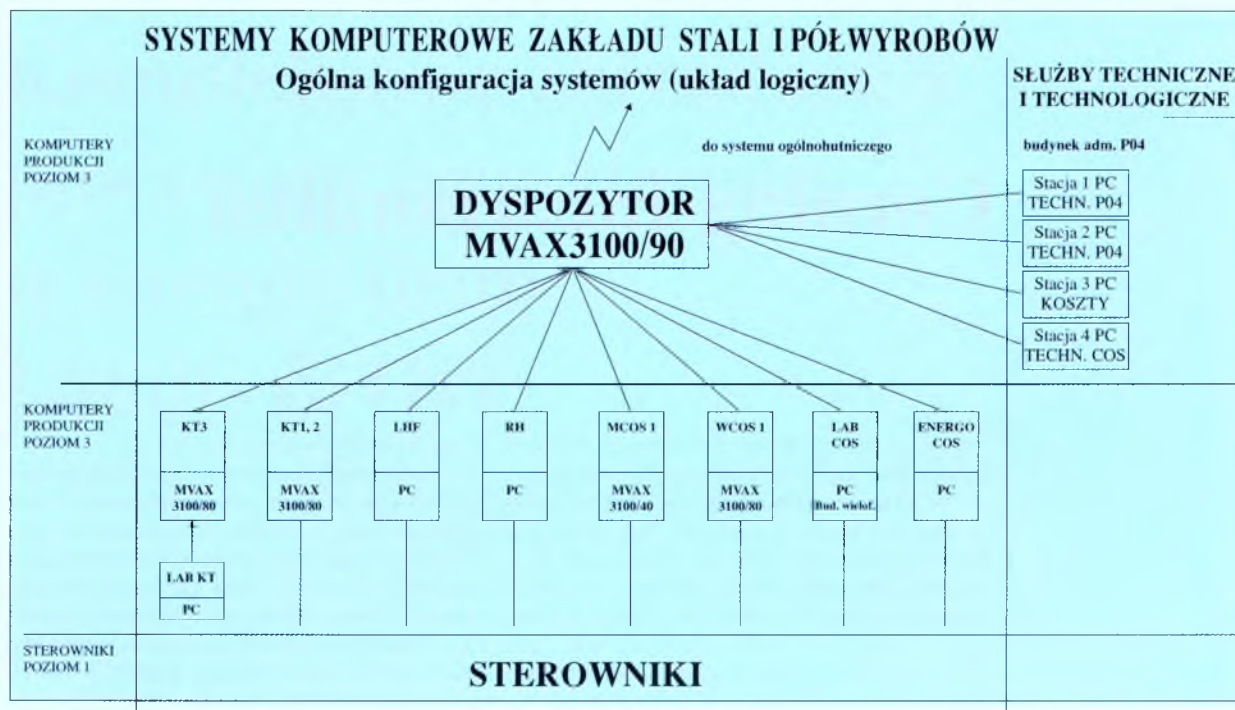 SYSTEMY KOMPUTEROWE ZAKŁADU STALI I PÓŁWYROBÓW
Ogólna konfiguracja systemów (układ logiczny)
SŁUŻBY TECHNICZNE
I TECHNOLOGICZNE
KOMPUTERY
PRODUKCJI
POZIOM 3
do systemu ogólnohutniczego
budynek adm. P04
DYSPOZYTOR
MVAX3100/90
Stacja 1 PC
TECHN. P04
Stacja 2 PC
TECHN. P04
Stacja 3 PC
KOSZTY
Stacja 4 PC
TECHN. COS
KOMPUTERY
PRODUKCJI
POZIOM 3
KT3
MVAX
3100/80
KT1, 2
MVAX
3100/80
LHF
PC
RH
PC
MCOS 1
MVAX
3100/40
WCOS 1
MVAX
3100/80
LAB
COS
PC
Bud. wielof.
ENERGO
COS
PC
LAB KT
PC
STEROWNIKI
POZIOM 1
STEROWNIKI